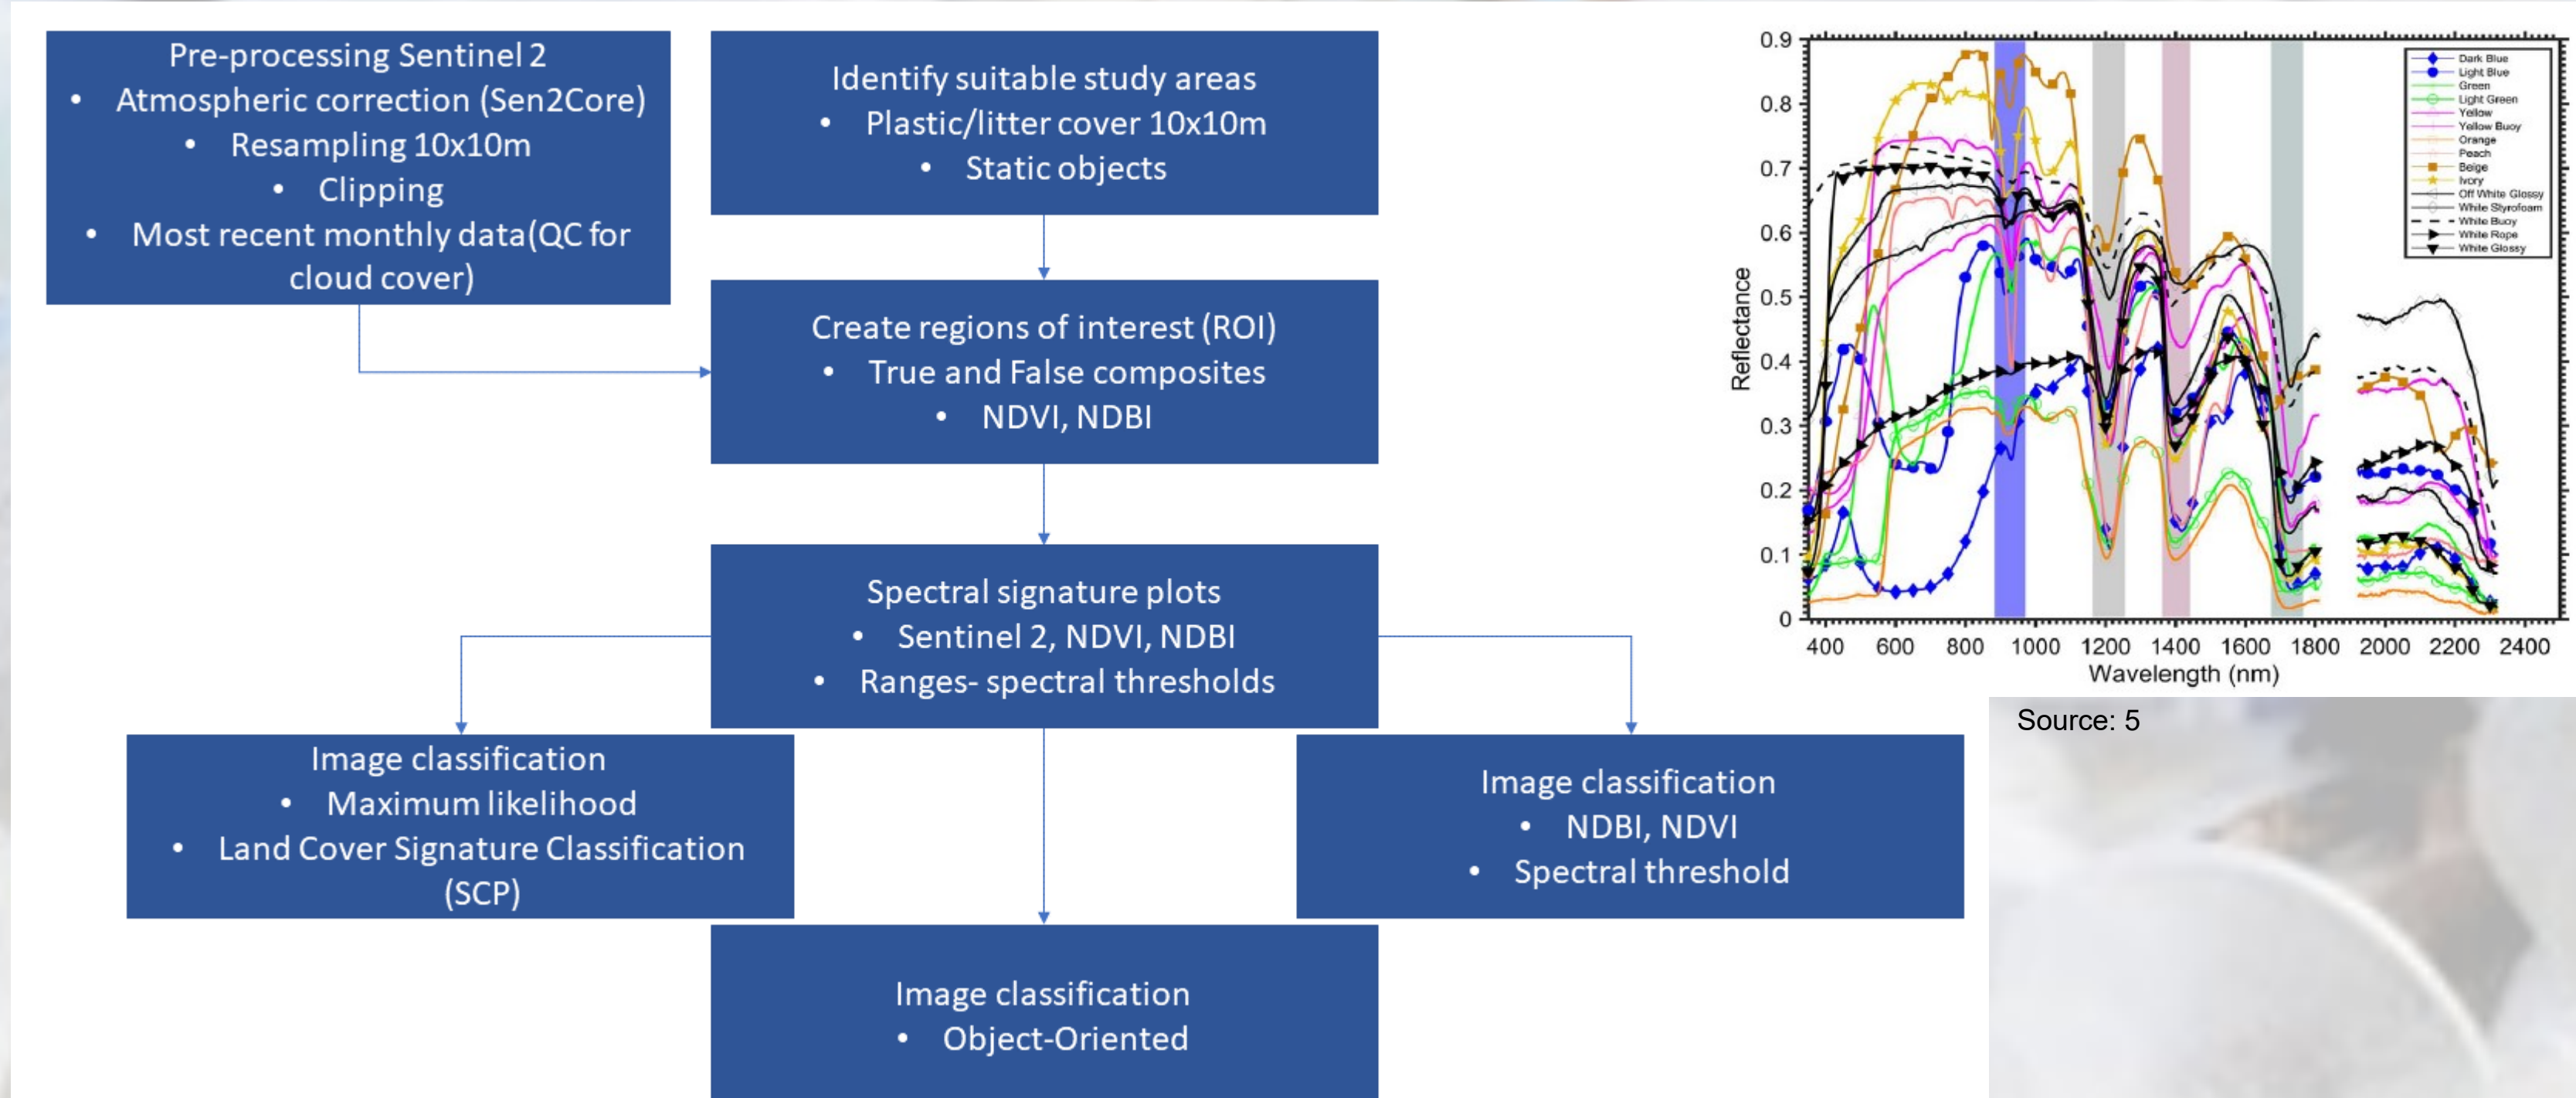 Pre-processing Sentinel 2
• Atmospheric correction (Sen2Core)
• Resampling 10x10m
• Clipping
• Most recent monthly data(QC for
cloud cover)
Identify suitable study areas
• Plastic/litter cover 10x10m
• Static objects
Create regions of interest (ROI)
• True and False composites
• NDVI, NDBI
Spectral signature plots
• Sentinel 2, NDVI, NDBI
• Ranges- spectral thresholds
Image classification
• Maximum likelihood
• Land Cover Signature Classification
(SCP)
Image classification
• Object-Oriented
Image classification
• NDBI, NDVI
• Spectral threshold
0.9
0.8
0.7
0.6
0.5
0.4
0.3
0.2
0.1
0
Reflectance
400 600 800 1000 1200 1400 1600 1800 2000 2200 2400
Wavelength (nm)
Dark Blue
Light Blue
Green
Light Green
Yellow
Yellow Buoy
Orange
Peach
Beige
Ivory
Off White Glossy
White Styrofoam
White Buoy
White Rope
White Glossy
Source: 5